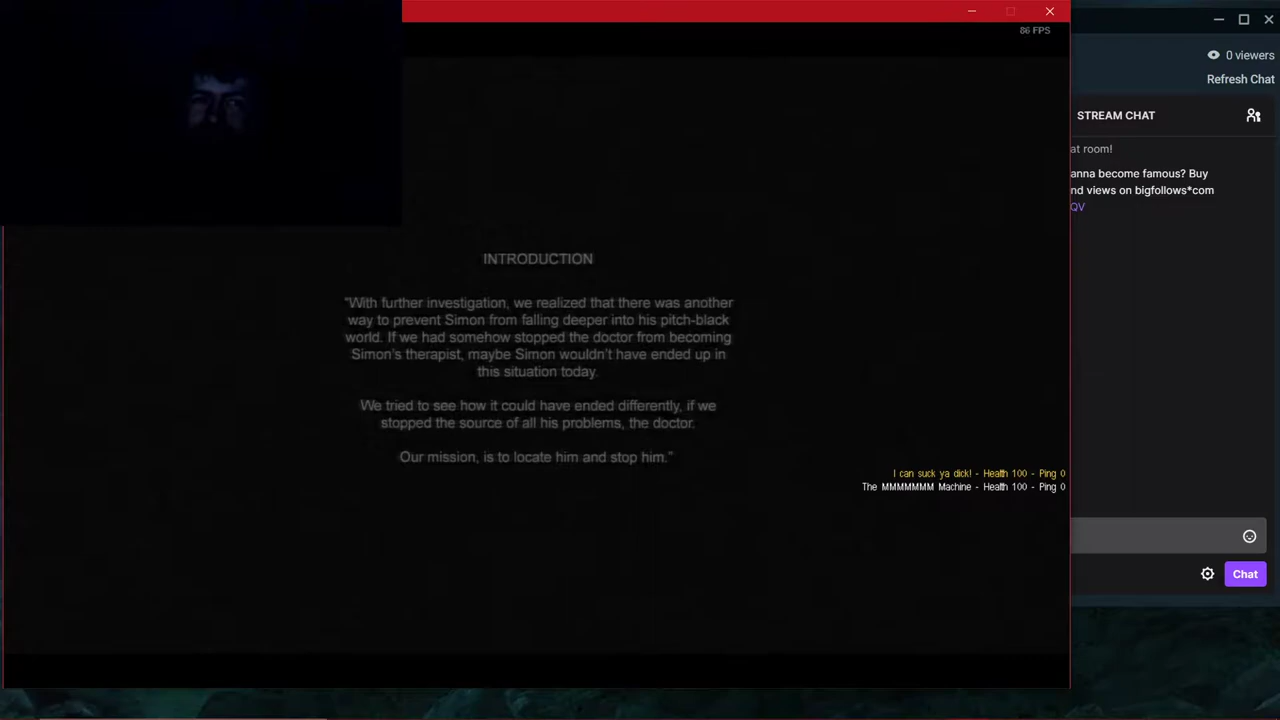 86 FPS
0 viewers
Refresh Chat
STREAM CHAT
at room!
anna become famous? Buy
nd views on bigfollows*com
QV
INTRODUCTION
"With further investigation, we realized that there was another
way to prevent Simon from falling deeper into his pitch-black
world. If we had somehow stopped the doctor from becoming
Simon's therapist, maybe Simon wouldn't have ended up in
this situation today.
We tried to see how it could have ended differently, if we
stopped the source of all his problems, the doctor.
Our mission, is to locate him and stop him."
I can suck ya dick! - Health 100 - Ping 0
The MMMMMMM Machine - Health 100 - Ping 0
Chat